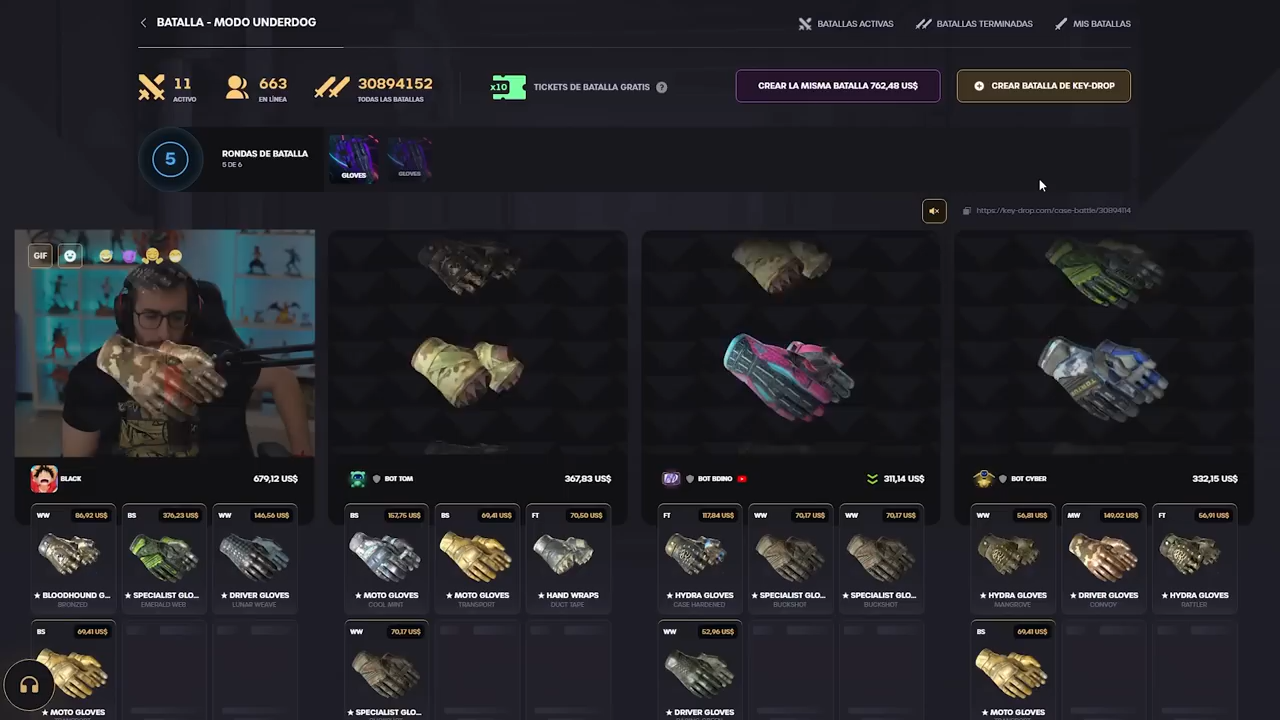 BATALLA - MODO UNDERDOG
BATALLAS ACTIVAS
BATALLAS TERMINADAS
MIS BATALLAS
11
ACTIVO
663
EN LÍNEA
30894152
TODAS LAS BATALLAS
x10
TICKETS DE BATALLA GRATIS
?
CREAR LA MISMA BATALLA 762,48 US$
CREAR BATALLA DE KEY-DROP
5
RONDAS DE BATALLA
5 DE 6
GLOVES
GLOVES
https://key-drop.com/case-battle/30894114
GIF
BLACK
679,12 US$
BOT TOM
367,83 US$
BOT BDINO
311,14 US$
BOT CYBER
332,15 US$
WW 86,92 US$
★ BLOODHOUND G...
BRONZED
BS 376,23 US$
★ SPECIALIST GLO...
EMERALD WEB
WW 146,56 US$
★ DRIVER GLOVES
LUNAR WEAVE
BS 157,75 US$
★ MOTO GLOVES
COOL MINT
BS 69,41 US$
★ MOTO GLOVES
TRANSPORT
FT 70,50 US$
★ HAND WRAPS
DUCT TAPE
FT 117,84 US$
★ HYDRA GLOVES
CASE HARDENED
WW 70,17 US$
★ SPECIALIST GLO...
BUCKSHOT
WW 70,17 US$
★ SPECIALIST GLO...
BUCKSHOT
WW 56,81 US$
★ HYDRA GLOVES
MANGROVE
MW 149,02 US$
★ DRIVER GLOVES
CONVOY
FT 56,91 US$
★ HYDRA GLOVES
RATTLER
BS 69,41 US$
★ MOTO GLOVES
WW 70,17 US$
★ SPECIALIST GLO...
WW 52,96 US$
★ DRIVER GLOVES
BS 69,41 US$
★ MOTO GLOVES